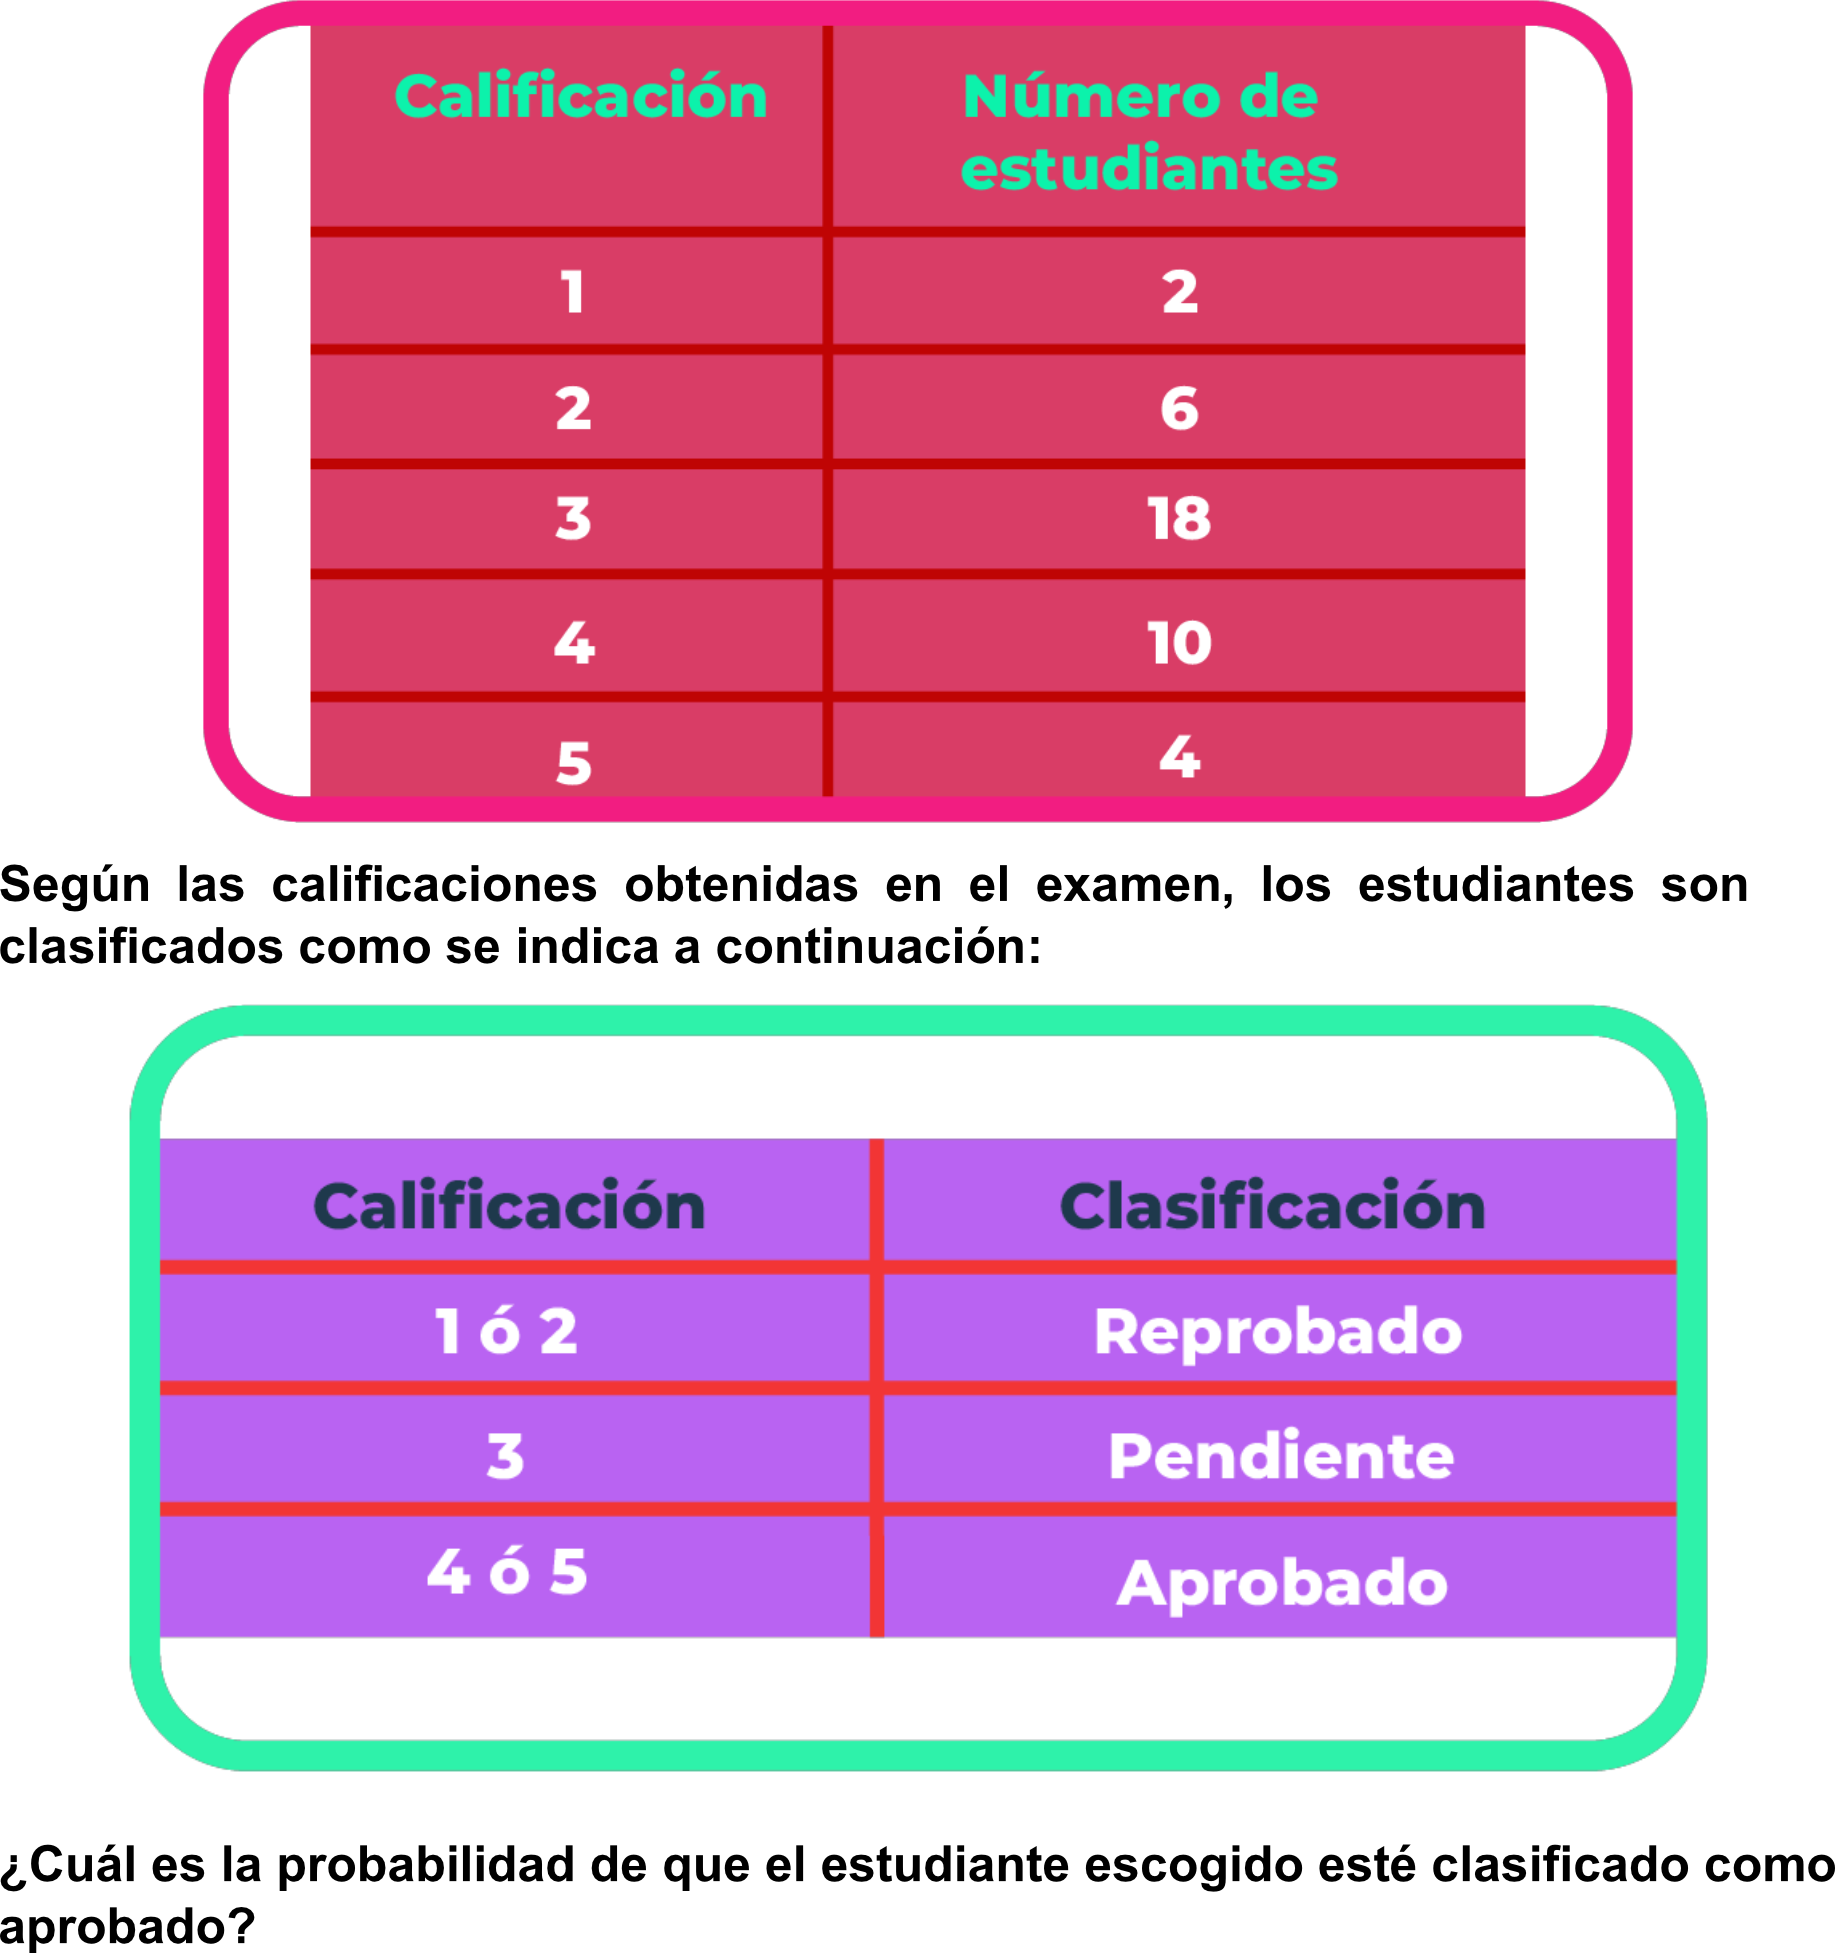 Calificación Número de
estudiantes
1 2
2 6
3 18
4 10
5 4
Según las calificaciones obtenidas en el examen, los estudiantes son
clasificados como se indica a continuación:
Calificación Clasificación
1 ó 2 Reprobado
3 Pendiente
4 ó 5 Aprobado
¿Cuál es la probabilidad de que el estudiante escogido esté clasificado como
aprobado?